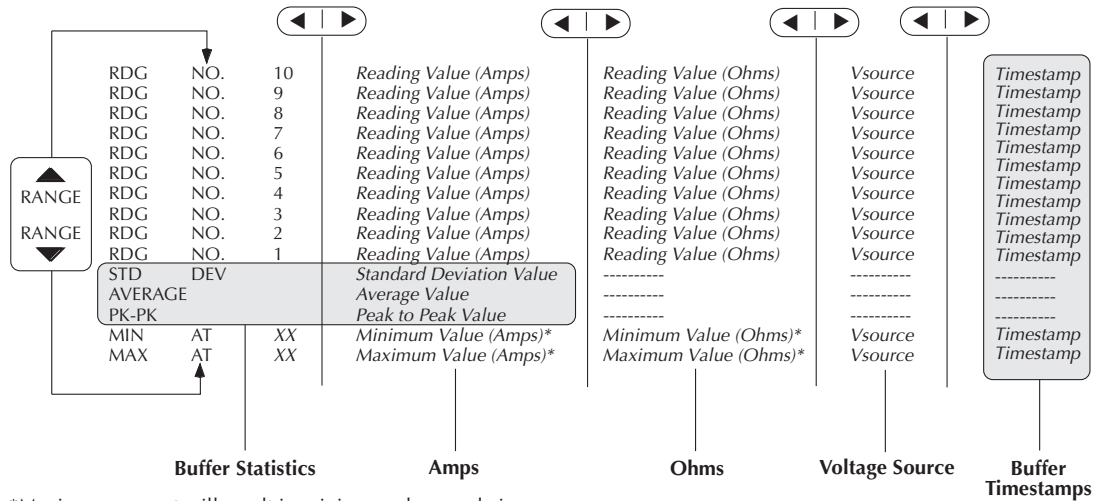 RDG NO. 10 Reading Value (Amps) Reading Value (Ohms) Vsource Timestamp
RDG NO. 9 Reading Value (Amps) Reading Value (Ohms) Vsource Timestamp
RDG NO. 8 Reading Value (Amps) Reading Value (Ohms) Vsource Timestamp
RDG NO. 7 Reading Value (Amps) Reading Value (Ohms) Vsource Timestamp
RDG NO. 6 Reading Value (Amps) Reading Value (Ohms) Vsource Timestamp
RDG NO. 5 Reading Value (Amps) Reading Value (Ohms) Vsource Timestamp
RANGE RDG NO. 4 Reading Value (Amps) Reading Value (Ohms) Vsource Timestamp
RDG NO. 3 Reading Value (Amps) Reading Value (Ohms) Vsource Timestamp
RANGE RDG NO. 2 Reading Value (Amps) Reading Value (Ohms) Vsource Timestamp
RDG NO. 1 Reading Value (Amps) Reading Value (Ohms) Vsource Timestamp
STD DEV Standard Deviation Value ---------- ---------- ----------
AVERAGE Average Value ---------- ---------- ----------
PK-PK Peak to Peak Value ---------- ---------- ----------
MIN AT XX Minimum Value (Amps)* Minimum Value (Ohms)* Vsource Timestamp
MAX AT XX Maximum Value (Amps)* Maximum Value (Ohms)* Vsource Timestamp
Buffer Statistics Amps Ohms Voltage Source Buffer
Timestamps